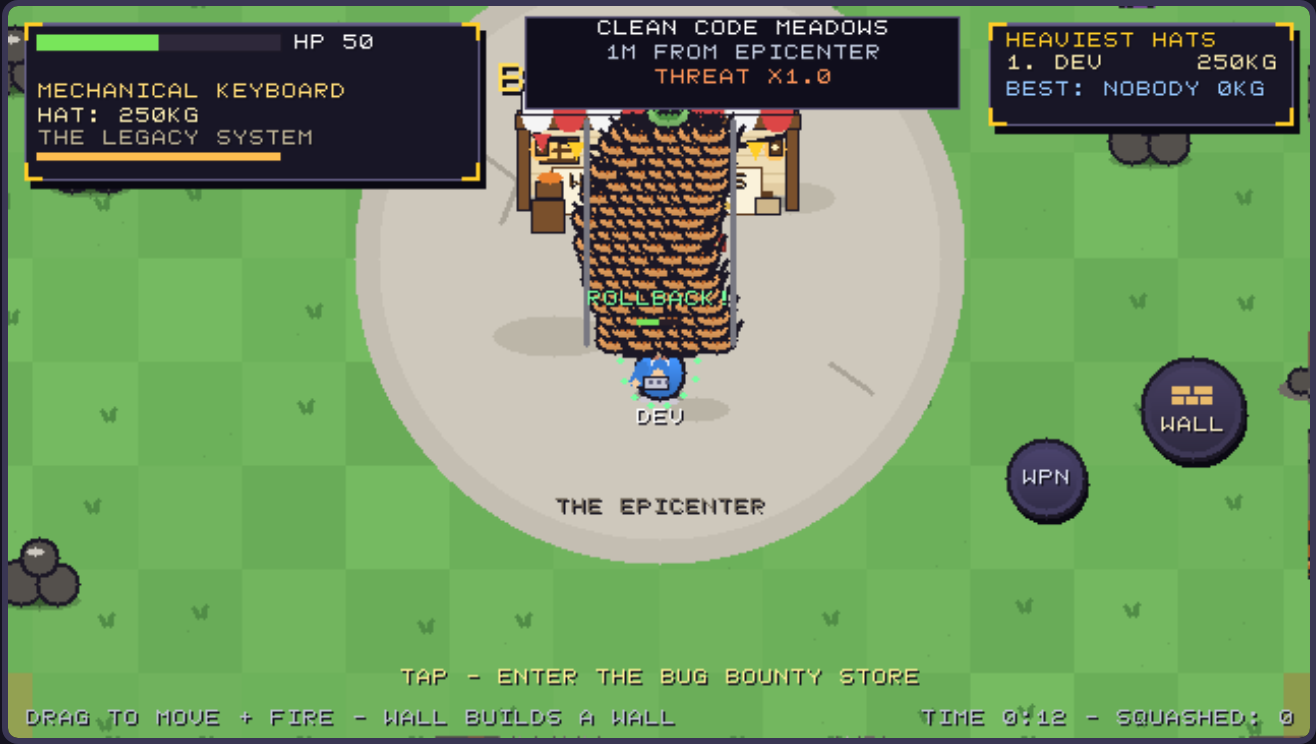 HP 50
MECHANICAL KEYBOARD
HAT: 250KG
THE LEGACY SYSTEM
CLEAN CODE MEADOWS
1M FROM EPICENTER
THREAT X1.0
HEAVIEST HATS
1. DEV 250KG
BEST: NOBODY 0KG
ROLLBACK!
DEV
WALL
WPN
THE EPICENTER
TAP - ENTER THE BUG BOUNTY STORE
DRAG TO MOVE + FIRE - WALL BUILDS A WALL
TIME 0:12 - SQUASHED: 0